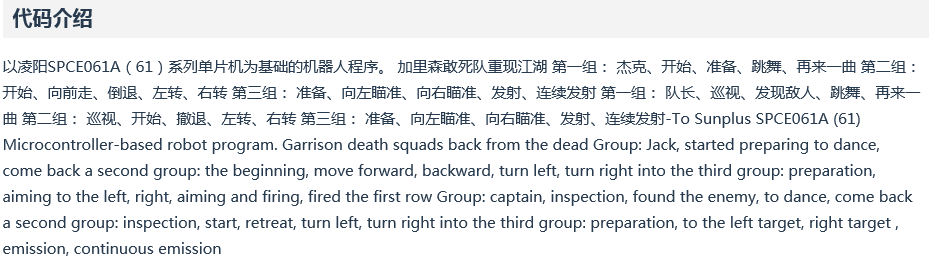 代码介绍
以凌阳SPCE061A（61）系列单片机为基础的机器人程序。 加里森敢死队重现江湖 第一组： 杰克、开始、准备、跳舞、再来一曲 第二组：
开始、向前走、倒退、左转、右转 第三组： 准备、向左瞄准、向右瞄准、发射、连续发射 第一组： 队长、巡视、发现敌人、跳舞、再来一
曲 第二组： 巡视、开始、撤退、左转、右转 第三组： 准备、向左瞄准、向右瞄准、发射、连续发射-To Sunplus SPCE061A (61)
Microcontroller-based robot program. Garrison death squads back from the dead Group: Jack, started preparing to dance,
come back a second group: the beginning, move forward, backward, turn left, turn right into the third group: preparation,
aiming to the left, right, aiming and firing, fired the first row Group: captain, inspection, found the enemy, to dance, come back
a second group: inspection, start, retreat, turn left, turn right into the third group: preparation, to the left target, right target ,
emission, continuous emission